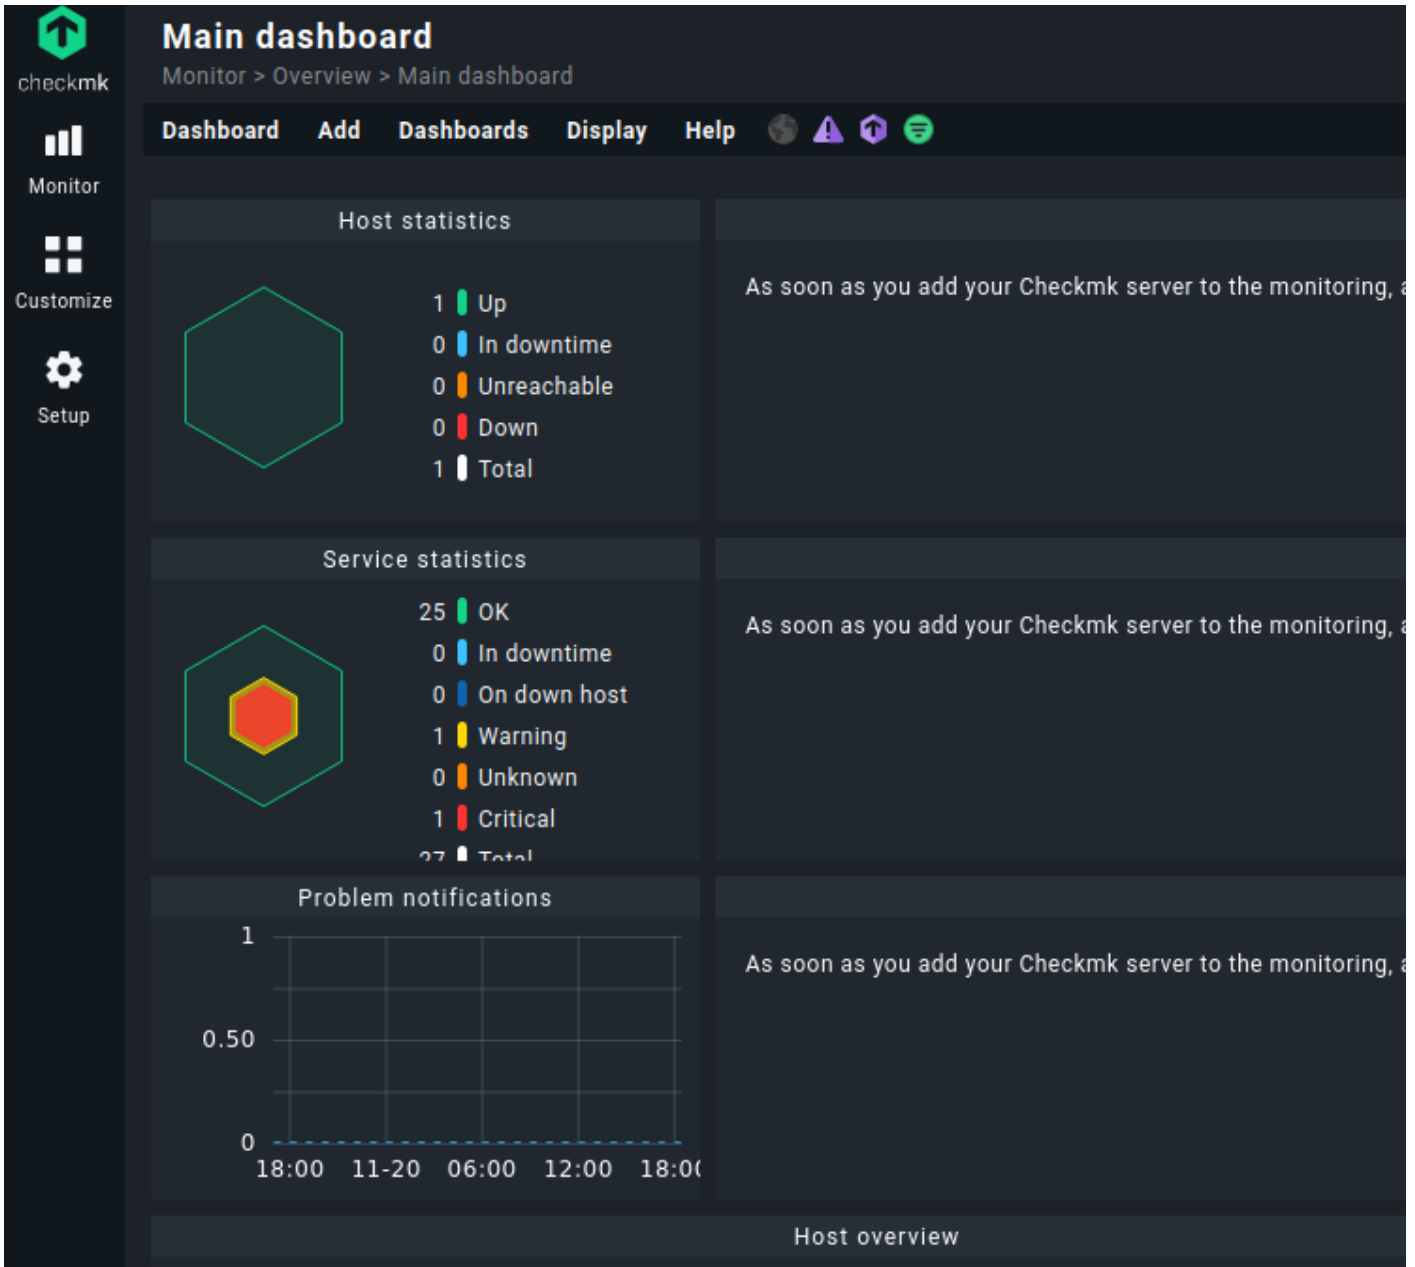 checkmk
Monitor
Customize
Setup
Main dashboard
Monitor > Overview > Main dashboard
Dashboard Add Dashboards Display Help
Host statistics
1 Up
0 In downtime
0 Unreachable
0 Down
1 Total
As soon as you add your Checkmk server to the monitoring,
Service statistics
25 OK
0 In downtime
0 On down host
1 Warning
0 Unknown
1 Critical
27 Total
As soon as you add your Checkmk server to the monitoring,
Problem notifications
1
0.50
0
18:00 11-20 06:00 12:00 18:00
As soon as you add your Checkmk server to the monitoring,
Host overview